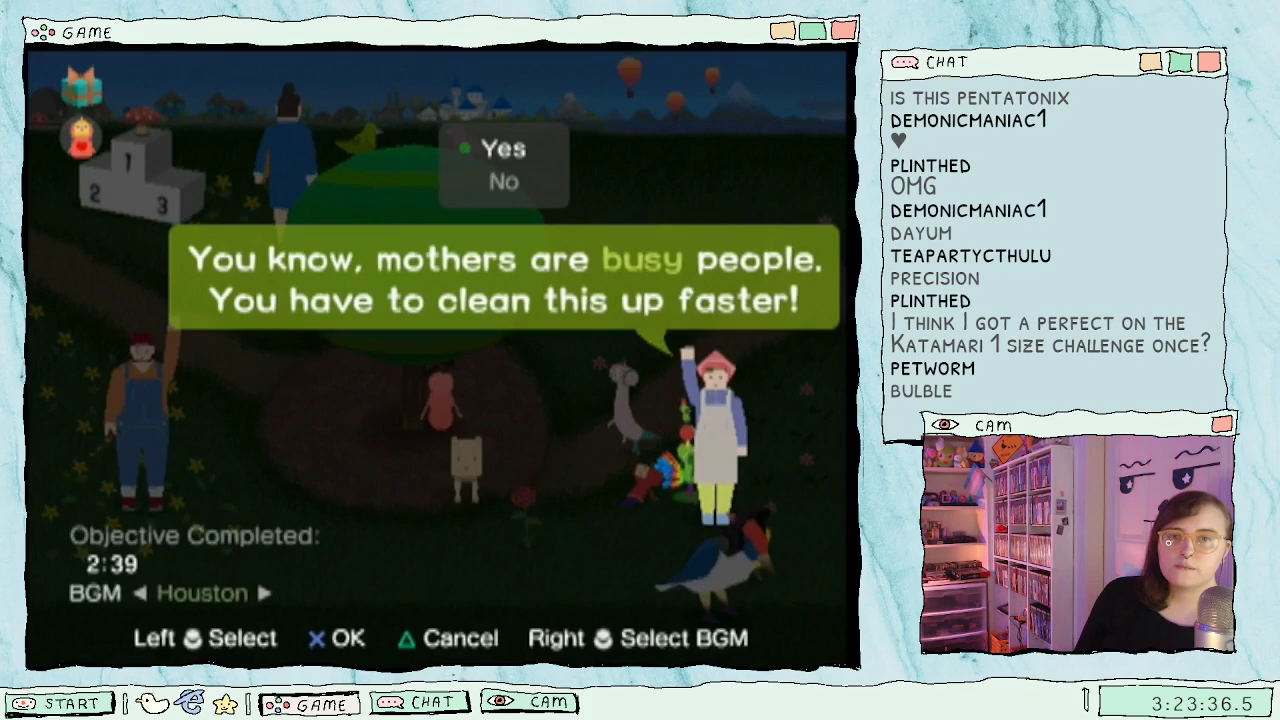 GAME
1
2
3
Yes
No
You know, mothers are busy people.
You have to clean this up faster!
Objective Completed:
2:39
BGM ◀ Houston ▶
Left Select × OK △ Cancel Right Select BGM
CHAT
IS THIS PENTATONIX
DEMONICMANIAC1
♥
PLINTHED
OMG
DEMONICMANIAC1
DAYUM
TEAPARTYCTHULU
PRECISION
PLINTHED
I THINK I GOT A PERFECT ON THE
KATAMARI 1 SIZE CHALLENGE ONCE?
PETWORM
BULBLE
CAM
START
GAME
CHAT
CAM
3:23:36.5